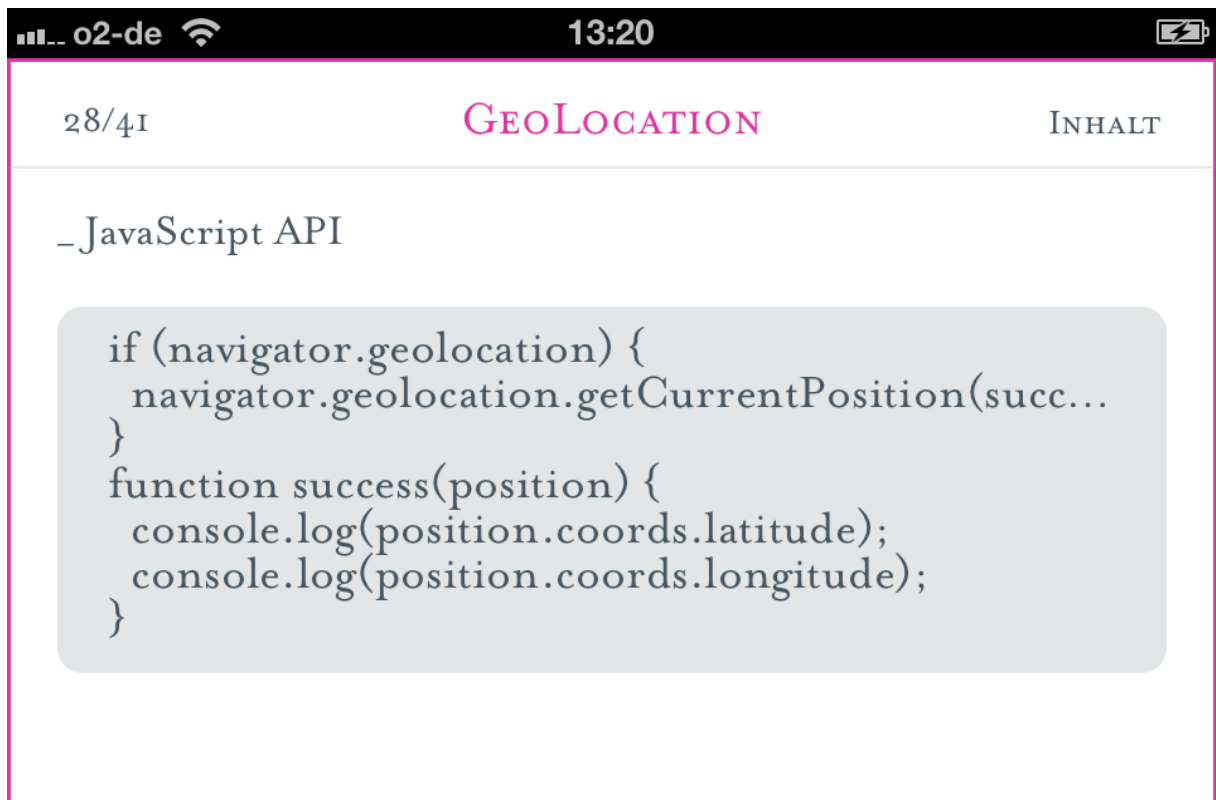 o2-de 13:20
28/41 GeoLocation Inhalt
_ JavaScript API
if (navigator.geolocation) {
navigator.geolocation.getCurrentPosition(succ...
}
function success(position) {
console.log(position.coords.latitude);
console.log(position.coords.longitude);
}